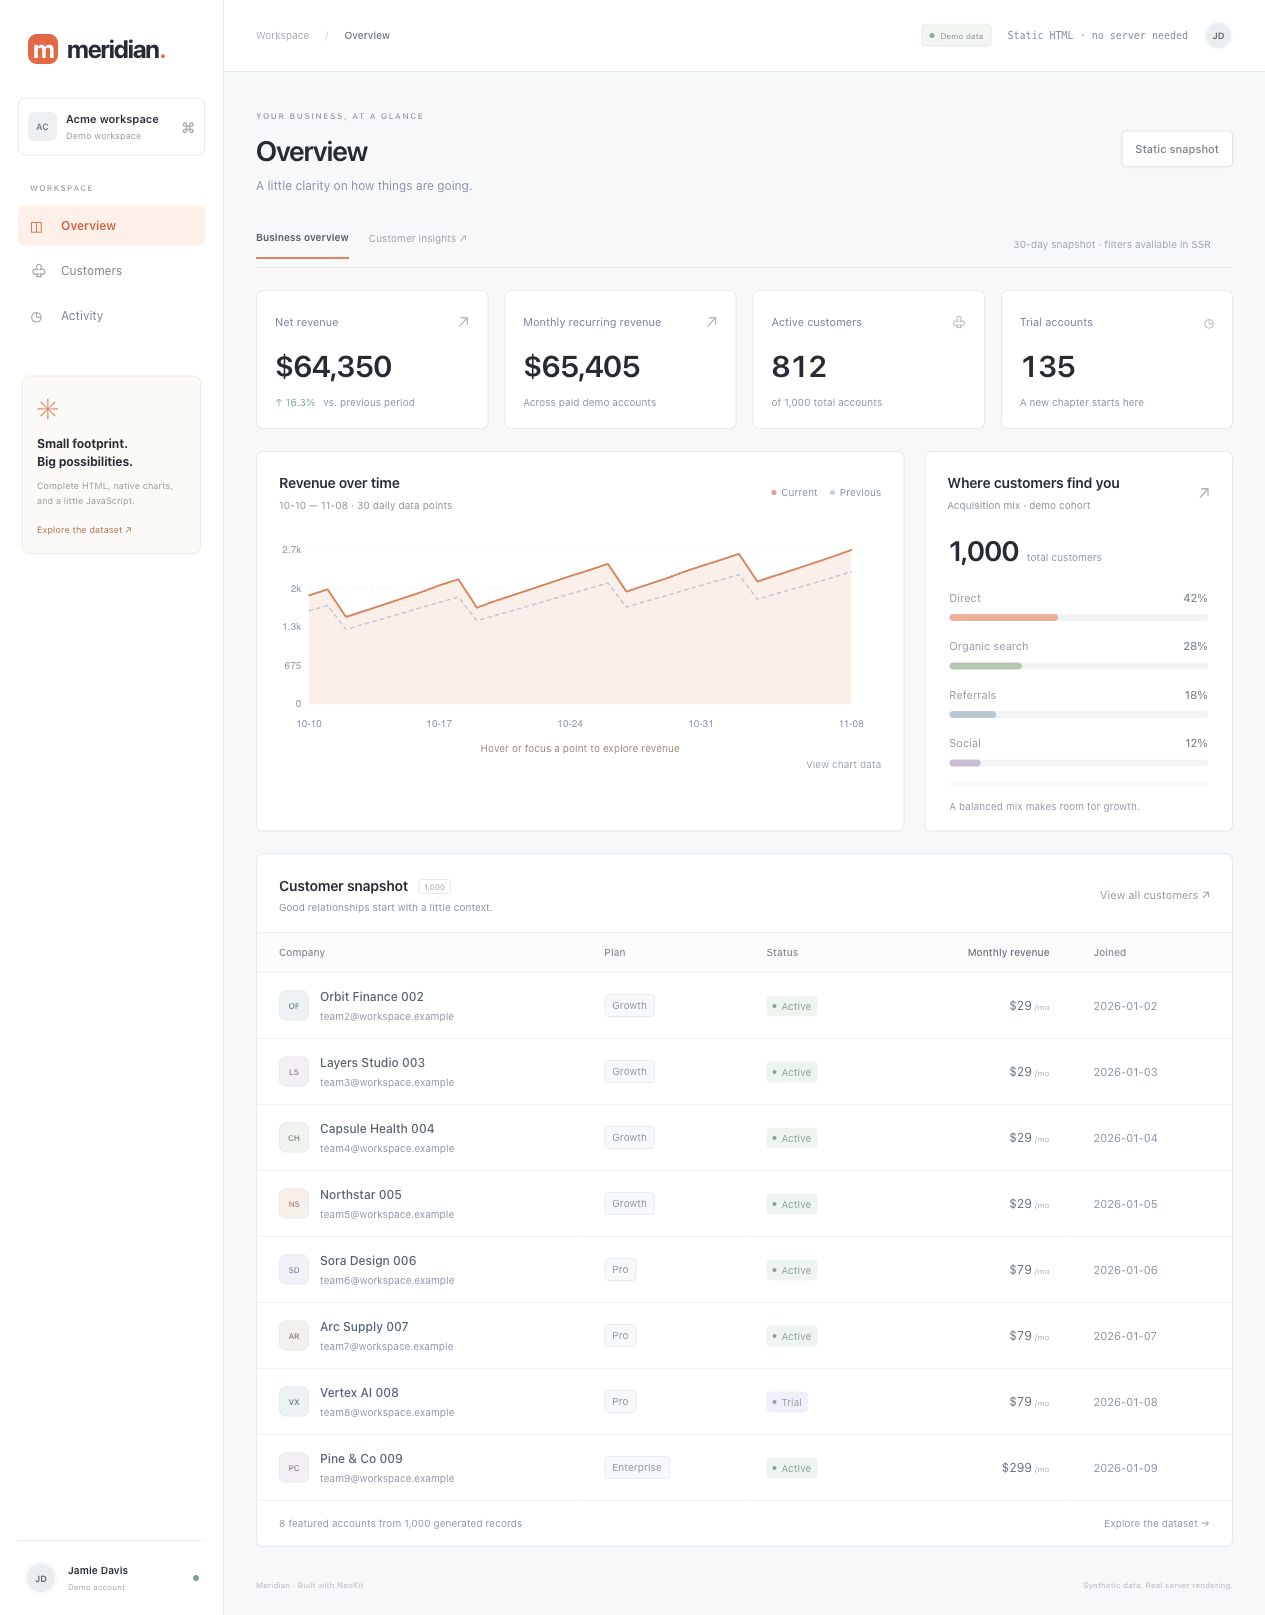 m meridian.
AC
Acme workspace
Demo workspace
⌘
WORKSPACE
Overview
Customers
Activity
Small footprint.
Big possibilities.
Complete HTML, native charts,
and a little JavaScript.
Explore the dataset ↗
JD
Jamie Davis
Demo account
Workspace / Overview
Demo data
Static HTML · no server needed
JD
YOUR BUSINESS, AT A GLANCE
Overview
A little clarity on how things are going.
Static snapshot
Business overview
Customer insights ↗
30-day snapshot · filters available in SSR
Net revenue ↗
$64,350
↑ 16.3% vs. previous period
Monthly recurring revenue ↗
$65,405
Across paid demo accounts
Active customers
812
of 1,000 total accounts
Trial accounts
135
A new chapter starts here
Revenue over time
10-10 — 11-08 · 30 daily data points
Current
Previous
2.7k
2k
1.3k
675
0
10-10
10-17
10-24
10-31
11-08
Hover or focus a point to explore revenue
View chart data
Where customers find you
Acquisition mix · demo cohort
↗
1,000 total customers
Direct 42%
Organic search 28%
Referrals 18%
Social 12%
A balanced mix makes room for growth.
Customer snapshot 1,000
Good relationships start with a little context.
View all customers ↗
Company Plan Status Monthly revenue Joined
OF Orbit Finance 002
team2@workspace.example
Growth Active $29 /mo 2026-01-02
LS Layers Studio 003
team3@workspace.example
Growth Active $29 /mo 2026-01-03
CH Capsule Health 004
team4@workspace.example
Growth Active $29 /mo 2026-01-04
NS Northstar 005
team5@workspace.example
Growth Active $29 /mo 2026-01-05
SD Sora Design 006
team6@workspace.example
Pro Active $79 /mo 2026-01-06
AR Arc Supply 007
team7@workspace.example
Pro Active $79 /mo 2026-01-07
VX Vertex AI 008
team8@workspace.example
Pro Trial $79 /mo 2026-01-08
PC Pine & Co 009
team9@workspace.example
Enterprise Active $299 /mo 2026-01-09
8 featured accounts from 1,000 generated records
Explore the dataset →
Meridian · Built with NeoKit
Synthetic data. Real server rendering.